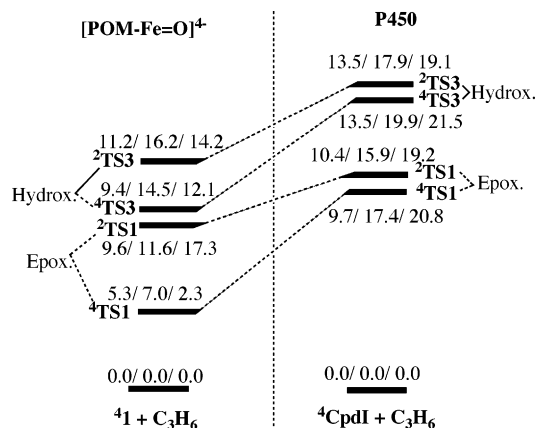 [POM-Fe=O]⁴⁻
P450
11.2/ 16.2/ 14.2
²TS3
Hydrox.
9.4/ 14.5/ 12.1
⁴TS3
²TS1
9.6/ 11.6/ 17.3
Epox.
5.3/ 7.0/ 2.3
⁴TS1
0.0/ 0.0/ 0.0
⁴1 + C₃H₆
13.5/ 17.9/ 19.1
²TS3
⁴TS3
Hydrox.
13.5/ 19.9/ 21.5
10.4/ 15.9/ 19.2
²TS1
⁴TS1
Epox.
9.7/ 17.4/ 20.8
0.0/ 0.0/ 0.0
⁴CpdI + C₃H₆